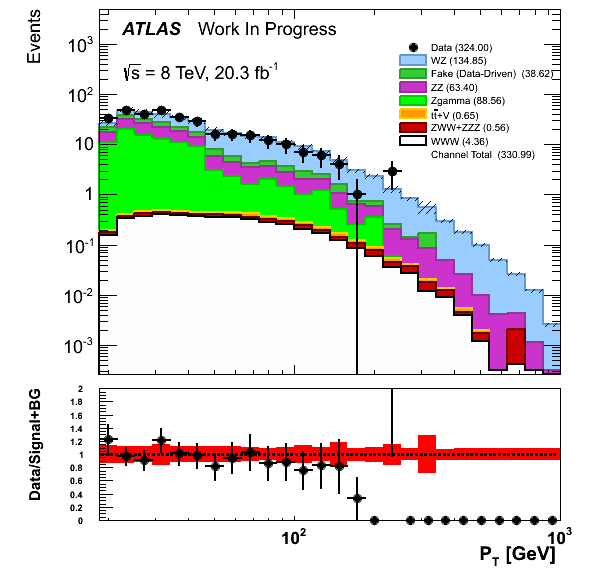 Events
ATLAS Work In Progress
√s = 8 TeV, 20.3 fb⁻¹
Data (324.00)
WZ (134.85)
Fake (Data-Driven) (38.62)
ZZ (63.40)
Zgamma (88.56)
tt̄+V (0.65)
ZWW+ZZZ (0.56)
WWW (4.36)
Channel Total (330.99)
10³
10²
10
1
10⁻¹
10⁻²
10⁻³
Data/Signal+BG
2
1.8
1.6
1.4
1.2
1
0.8
0.6
0.4
0.2
0
10² 10³
P_T [GeV]